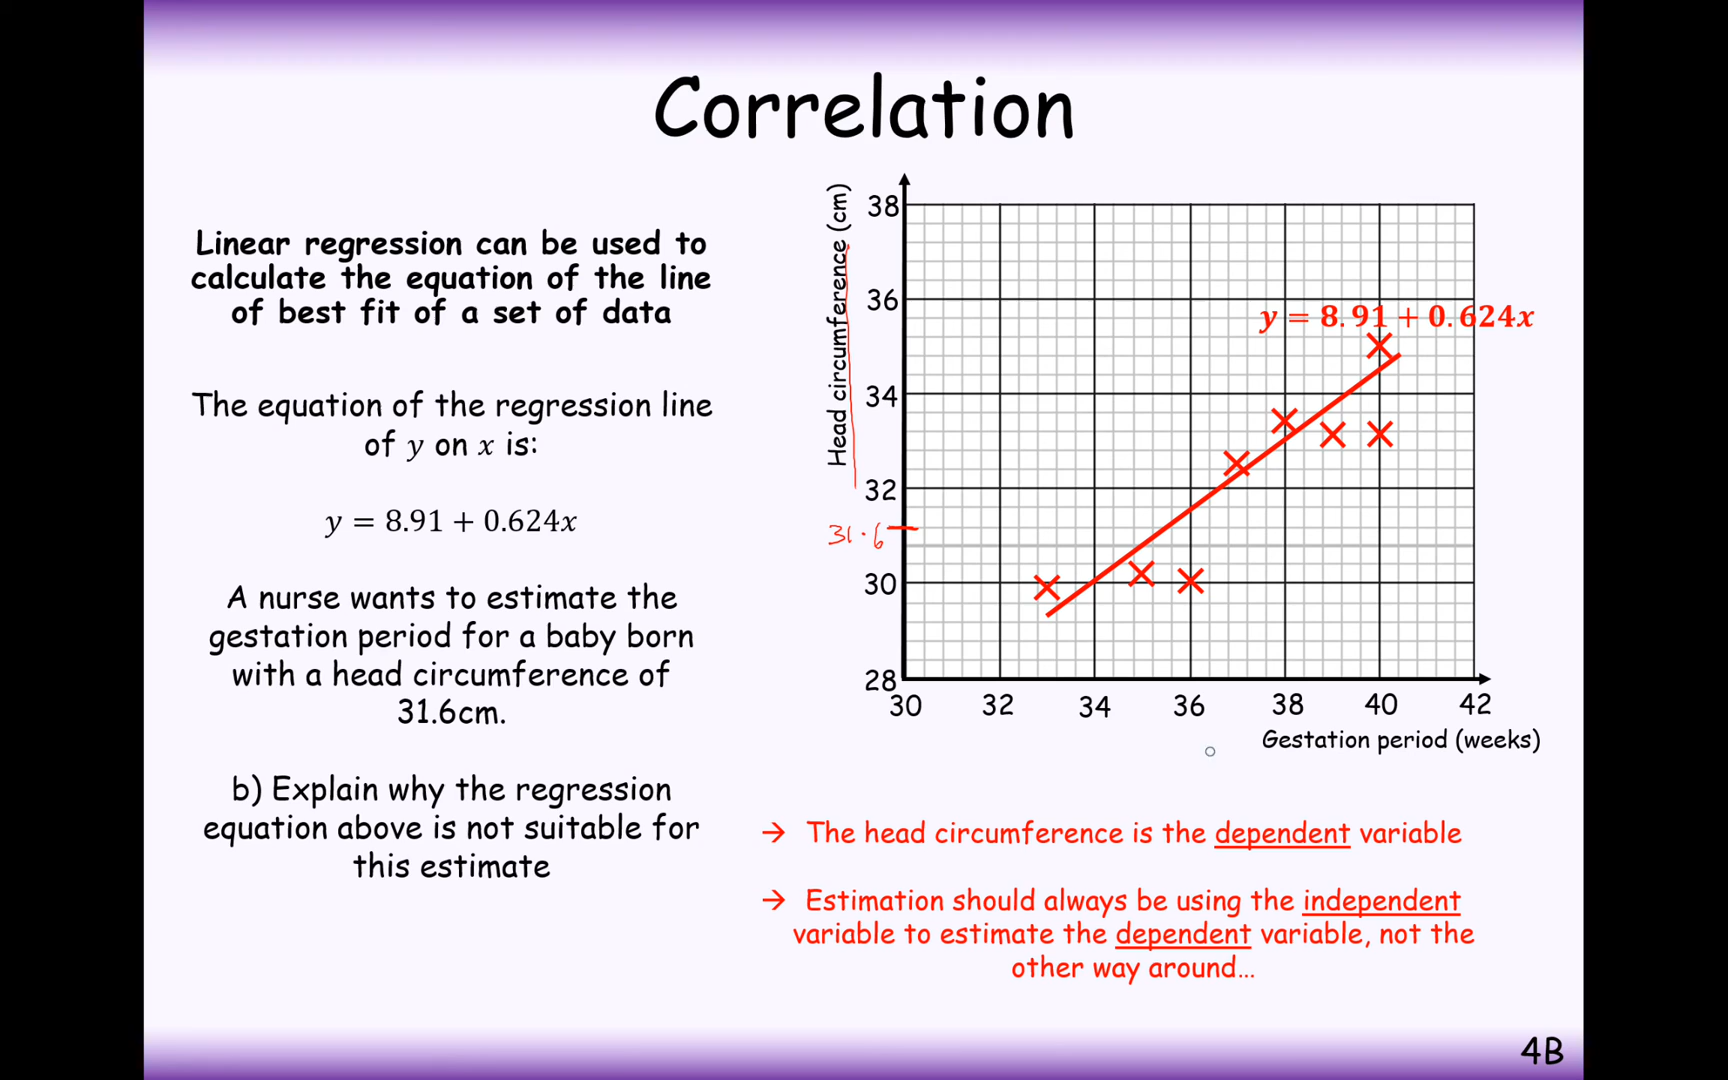 Correlation
Linear regression can be used to
calculate the equation of the line
of best fit of a set of data
The equation of the regression line
of y on x is:
y = 8.91 + 0.624x
A nurse wants to estimate the
gestation period for a baby born
with a head circumference of
31.6cm.
b) Explain why the regression
equation above is not suitable for
this estimate
Head circumference (cm)
38
36
34
32
31.6
30
28
y = 8.91 + 0.624x
30 32 34 36 38 40 42
Gestation period (weeks)
→ The head circumference is the dependent variable
→ Estimation should always be using the independent
variable to estimate the dependent variable, not the
other way around…
4B